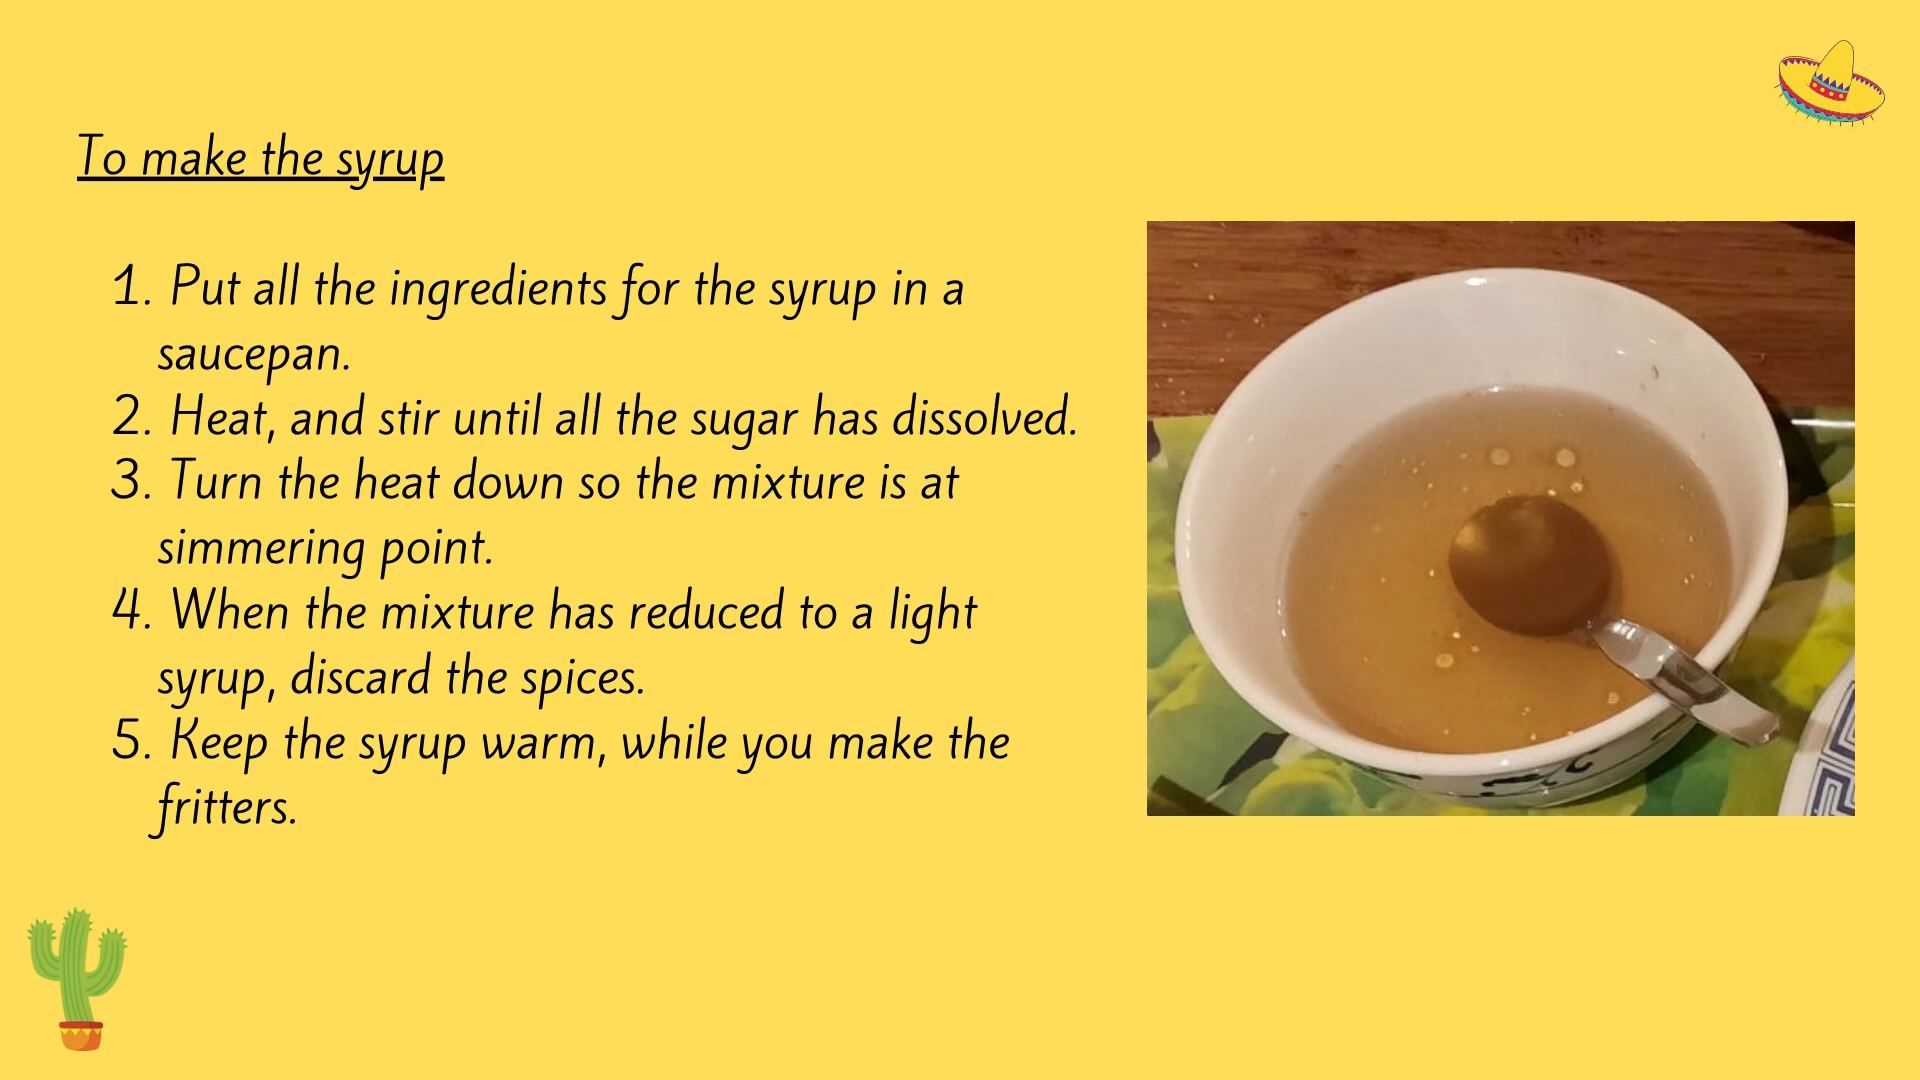 To make the syrup
1. Put all the ingredients for the syrup in a
saucepan.
2. Heat, and stir until all the sugar has dissolved.
3. Turn the heat down so the mixture is at
simmering point.
4. When the mixture has reduced to a light
syrup, discard the spices.
5. Keep the syrup warm, while you make the
fritters.